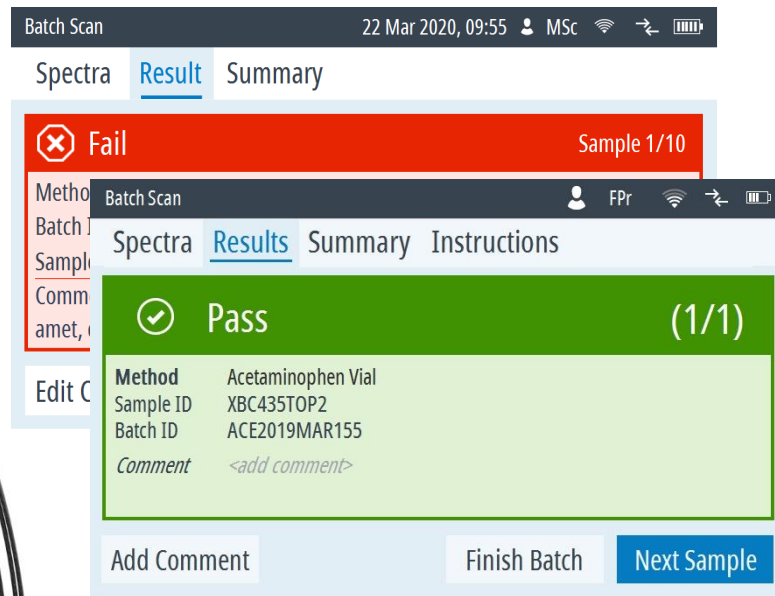 Batch Scan 22 Mar 2020, 09:55 MSc
Spectra Result Summary
Fail Sample 1/10
Batch Scan FPr
Spectra Results Summary Instructions
Pass (1/1)
Method Acetaminophen Vial
Sample ID XBC435TOP2
Batch ID ACE2019MAR155
Comment <add comment>
Add Comment Finish Batch Next Sample
amet,
Edit